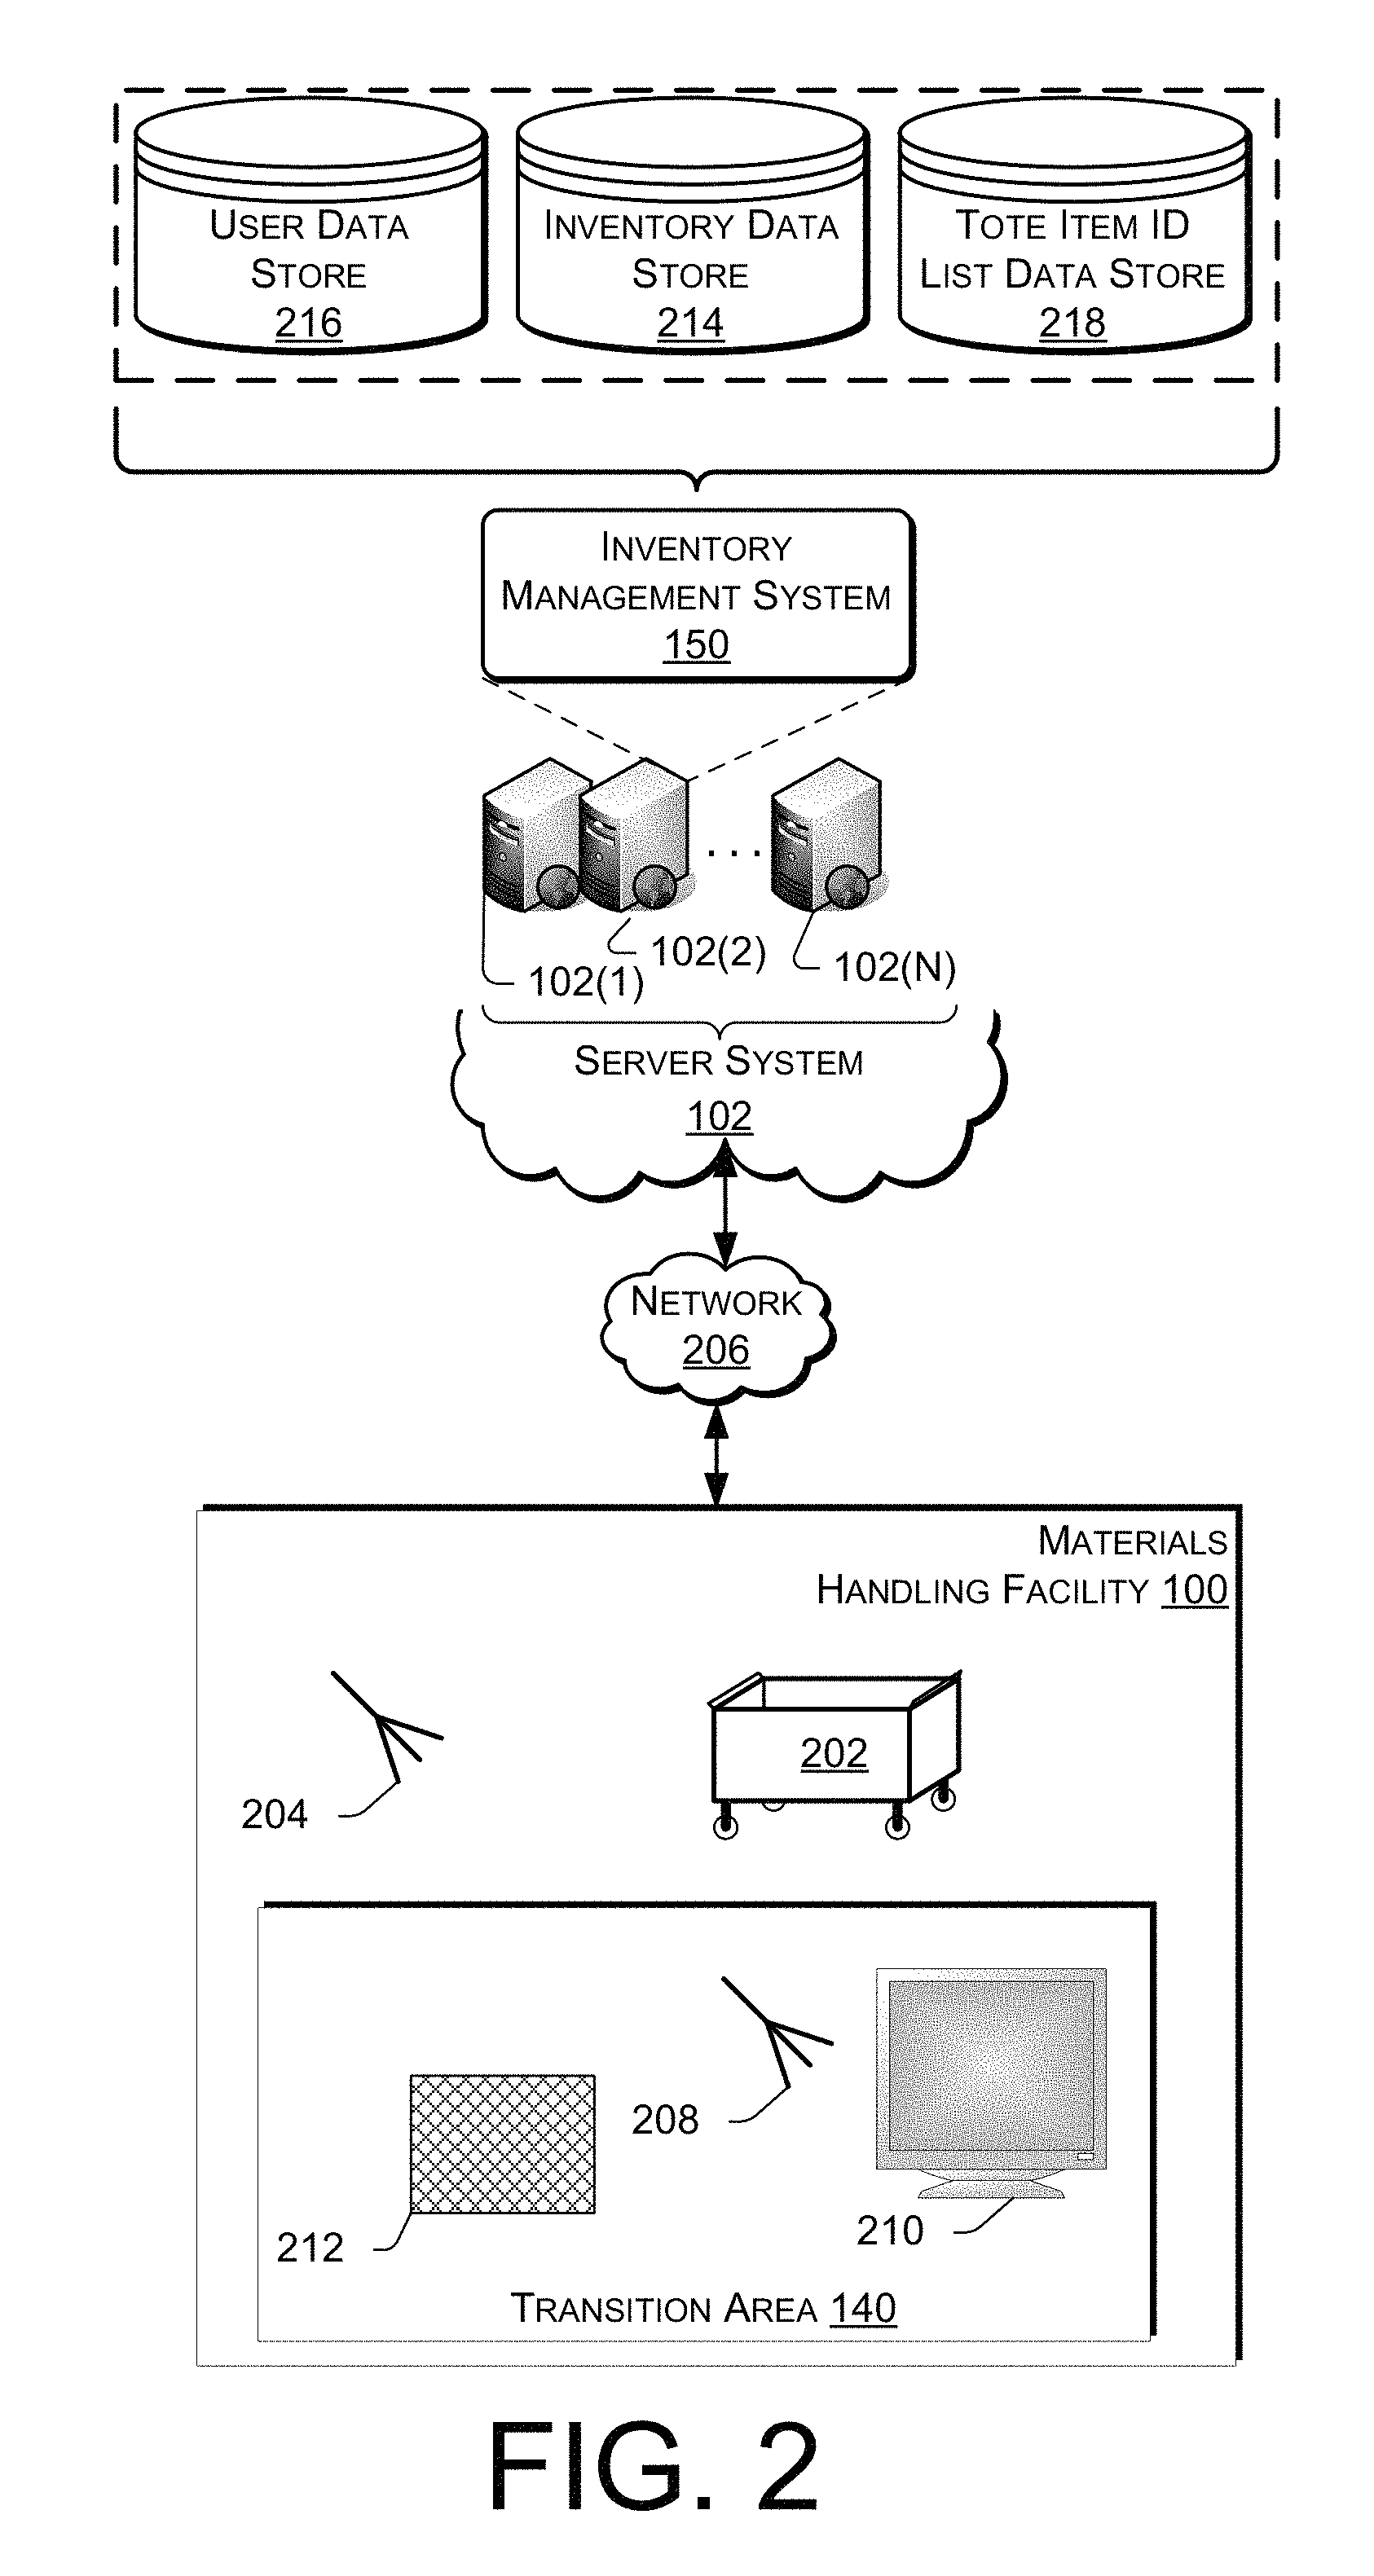 USER DATA
STORE
216
INVENTORY DATA
STORE
214
TOTE ITEM ID
LIST DATA STORE
218
INVENTORY
MANAGEMENT SYSTEM
150
102(1)
102(2)
...
102(N)
SERVER SYSTEM
102
NETWORK
206
MATERIALS
HANDLING FACILITY 100
204
202
208
212
210
TRANSITION AREA 140
FIG. 2